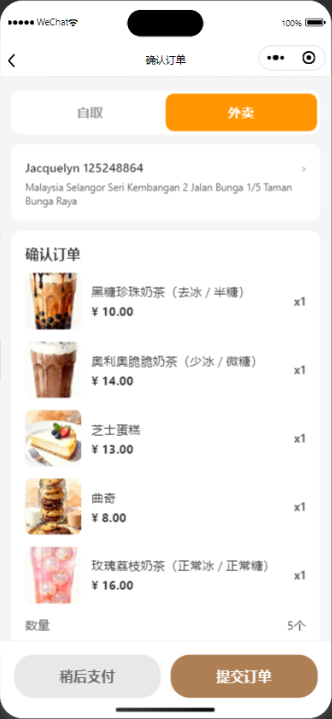 WeChat
100%
确认订单
自取
外卖
Jacquelyn 125248864
Malaysia Selangor Seri Kembangan 2 Jalan Bunga 1/5 Taman
Bunga Raya
确认订单
黑糖珍珠奶茶（去冰 / 半糖）
¥ 10.00
x1
奥利奥脆脆奶茶（少冰 / 微糖）
¥ 14.00
x1
芝士蛋糕
¥ 13.00
x1
曲奇
¥ 8.00
x1
玫瑰荔枝奶茶（正常冰 / 正常糖）
¥ 16.00
x1
数量
5个
稍后支付
提交订单